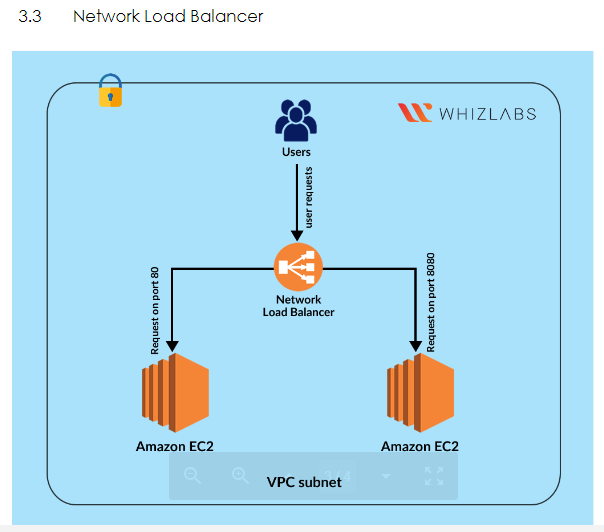 3.3 Network Load Balancer
WHIZLABS
Users
user requests
Request on port 80
Request on port 8080
Network
Load Balancer
Amazon EC2
Amazon EC2
VPC subnet